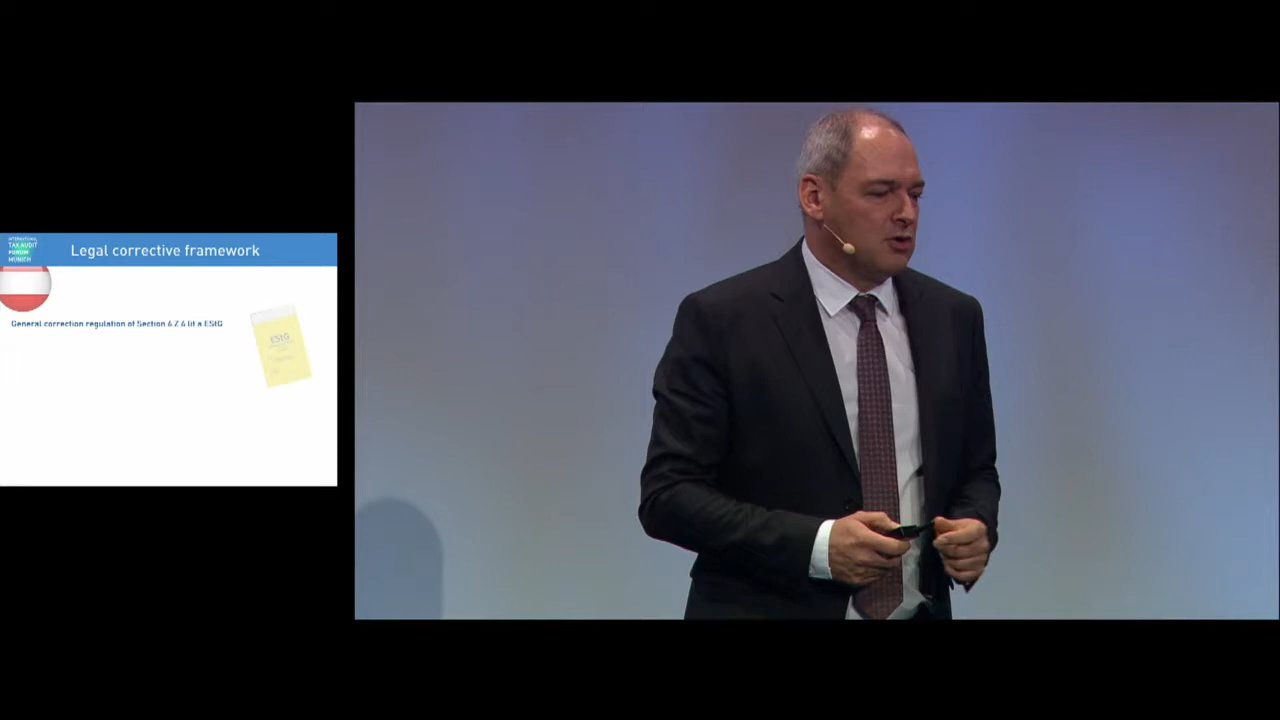 INTERNATIONAL
TAX AUDIT
FORUM
MUNICH
Legal corrective framework
General correction regulation of Section 6 Z 6 lit a EStG
EStG